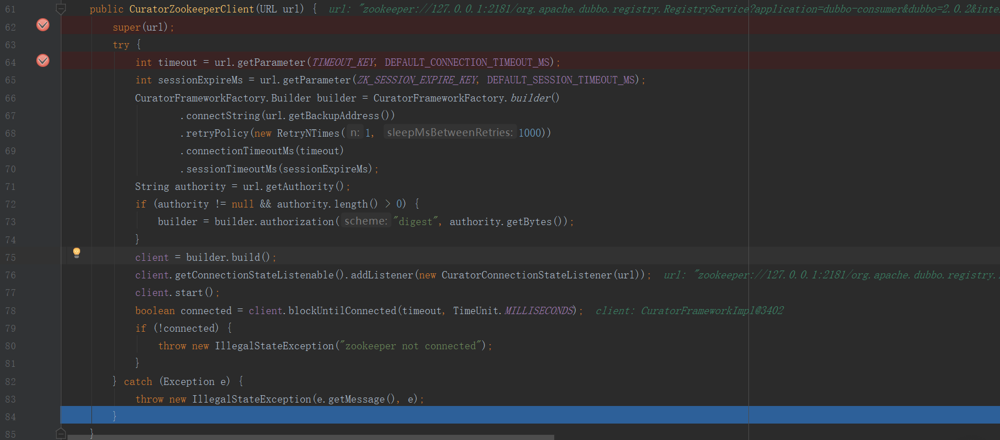 61 public CuratorZookeeperClient(URL url) { url: "zookeeper://127.0.0.1:2181/org.apache.dubbo.registry.RegistryService?application=dubbo-consumer&dubbo=2.0.2&inte
62 super(url);
63 try {
64 int timeout = url.getParameter(TIMEOUT_KEY, DEFAULT_CONNECTION_TIMEOUT_MS);
65 int sessionExpireMs = url.getParameter(ZK_SESSION_EXPIRE_KEY, DEFAULT_SESSION_TIMEOUT_MS);
66 CuratorFrameworkFactory.Builder builder = CuratorFrameworkFactory.builder()
67 .connectString(url.getBackupAddress())
68 .retryPolicy(new RetryNTimes( n: 1, sleepMsBetweenRetries: 1000))
69 .connectionTimeoutMs(timeout)
70 .sessionTimeoutMs(sessionExpireMs);
71 String authority = url.getAuthority();
72 if (authority != null && authority.length() > 0) {
73 builder = builder.authorization( scheme: "digest", authority.getBytes());
74 }
75 client = builder.build();
76 client.getConnectionStateListenable().addListener(new CuratorConnectionStateListener(url)); url: "zookeeper://127.0.0.1:2181/org.apache.dubbo.registry.
77 client.start();
78 boolean connected = client.blockUntilConnected(timeout, TimeUnit.MILLISECONDS); client: CuratorFrameworkImpl@3402
79 if (!connected) {
80 throw new IllegalStateException("zookeeper not connected");
81 }
82 } catch (Exception e) {
83 throw new IllegalStateException(e.getMessage(), e);
84 }
85 }